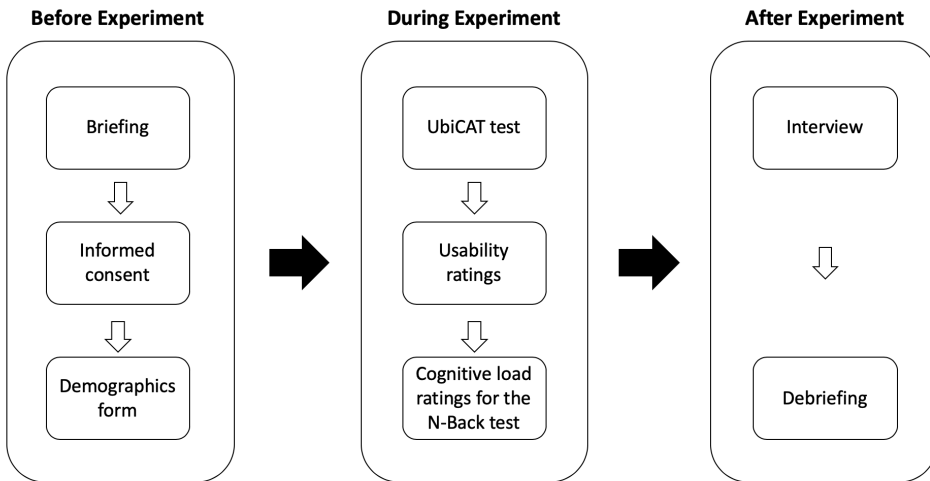 Before Experiment
Briefing
Informed
consent
Demographics
form
During Experiment
UbiCAT test
Usability
ratings
Cognitive load
ratings for the
N-Back test
After Experiment
Interview
Debriefing